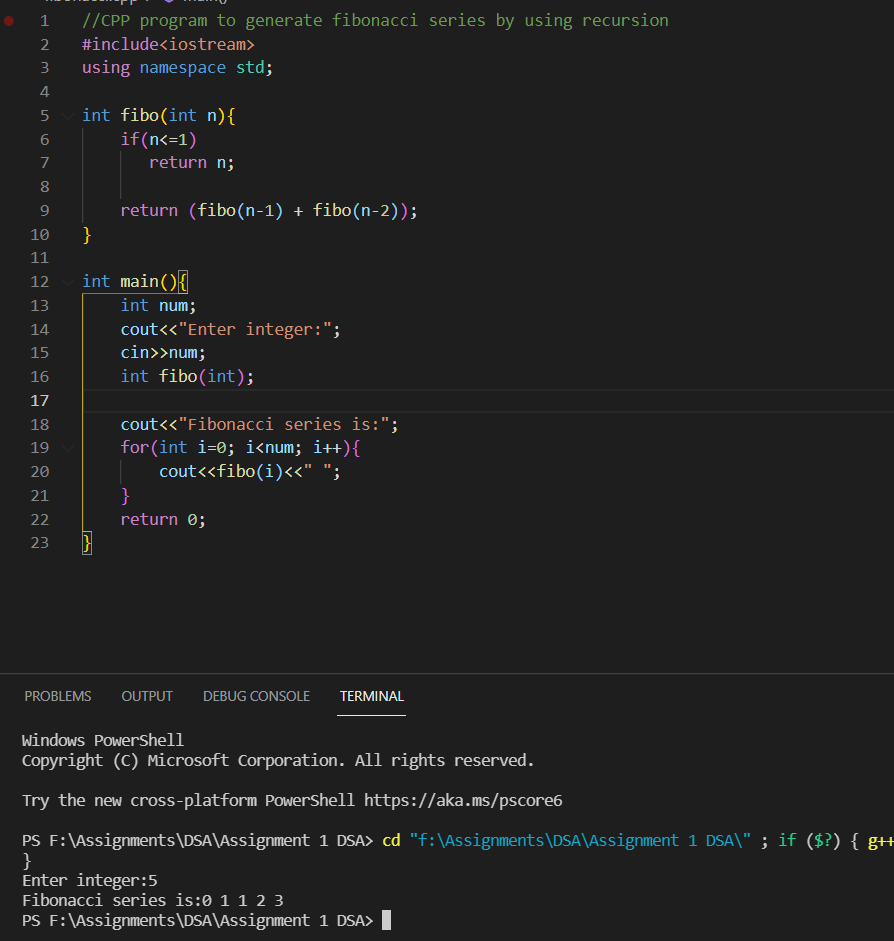 1 //CPP program to generate fibonacci series by using recursion
2 #include<iostream>
3 using namespace std;
4
5 int fibo(int n){
6     if(n<=1)
7        return n;
8
9     return (fibo(n-1) + fibo(n-2));
10 }
11
12 int main(){
13     int num;
14     cout<<"Enter integer:";
15     cin>>num;
16     int fibo(int);
17
18     cout<<"Fibonacci series is:";
19     for(int i=0; i<num; i++){
20         cout<<fibo(i)<<" ";
21     }
22     return 0;
23 }
PROBLEMS OUTPUT DEBUG CONSOLE TERMINAL
Windows PowerShell
Copyright (C) Microsoft Corporation. All rights reserved.
Try the new cross-platform PowerShell https://aka.ms/pscore6
PS F:\Assignments\DSA\Assignment 1 DSA> cd "f:\Assignments\DSA\Assignment 1 DSA\" ; if ($?) { g++
}
Enter integer:5
Fibonacci series is:0 1 1 2 3
PS F:\Assignments\DSA\Assignment 1 DSA>